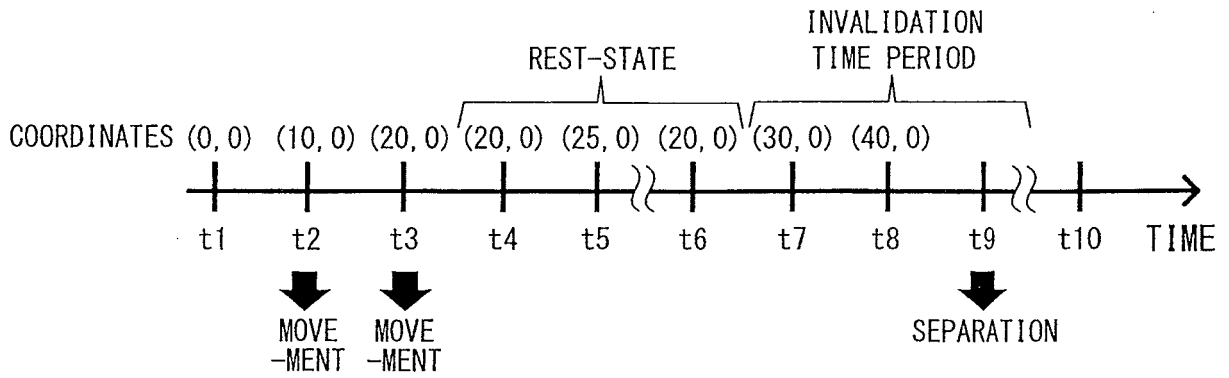 INVALIDATION
REST-STATE TIME PERIOD
COORDINATES (0, 0) (10, 0) (20, 0) (20, 0) (25, 0) (20, 0) (30, 0) (40, 0)
t1 t2 t3 t4 t5 t6 t7 t8 t9 t10 TIME
MOVE MOVE SEPARATION
-MENT -MENT